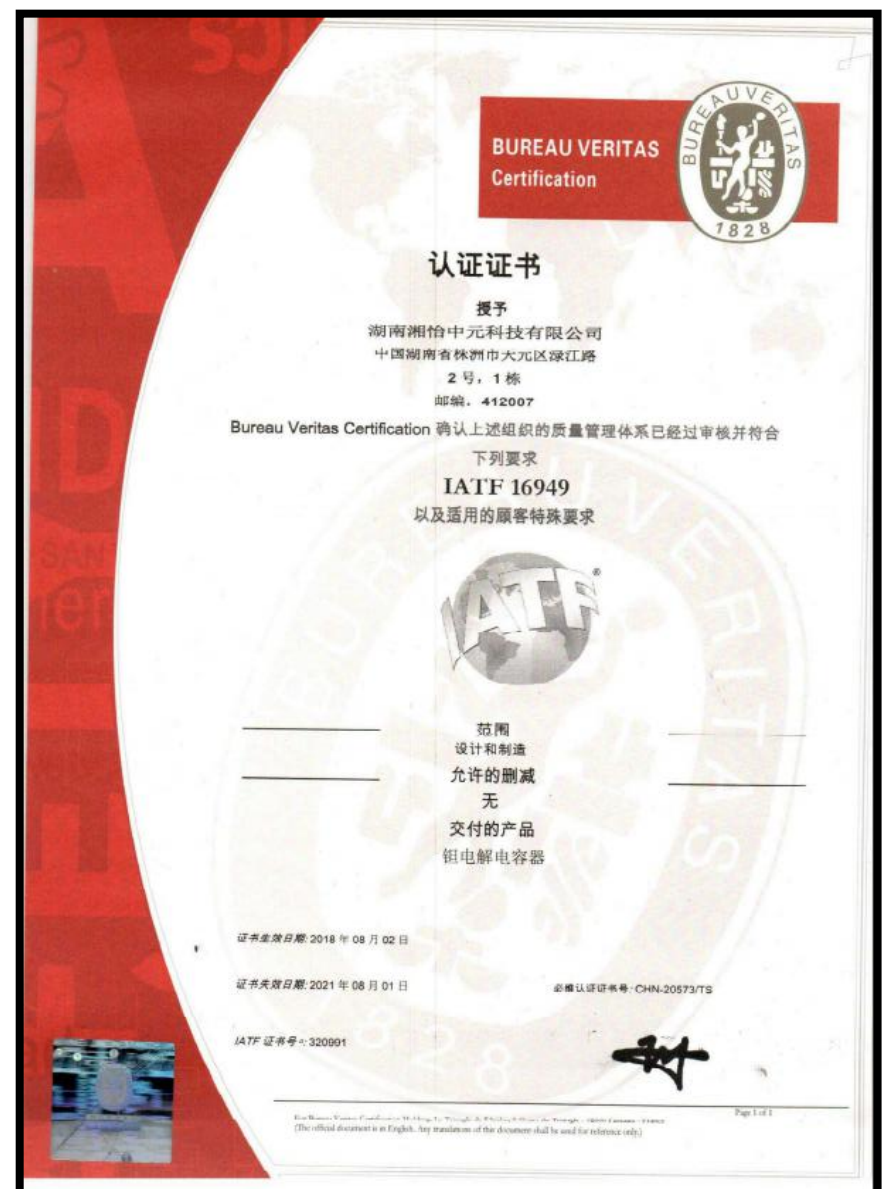 BUREAU VERITAS
Certification
BUREAU VERITAS
1828
认证证书
授予
湖南湘怡中元科技有限公司
中国湖南省株洲市天元区渌江路
2号，1栋
邮编．412007
Bureau Veritas Certification 确认上述组织的质量管理体系已经过审核并符合
下列要求
IATF 16949
以及适用的顾客特殊要求
IATF®
范围
设计和制造
允许的删减
无
交付的产品
钽电解电容器
证书生效日期: 2018 年 08 月 02 日
证书失效日期: 2021 年 08 月 01 日
必维认证证书号: CHN-20573/TS
IATF 证书号: 320991
Page 1 of 1
(The official document is in English. Any translations of this document shall be used for reference only.)